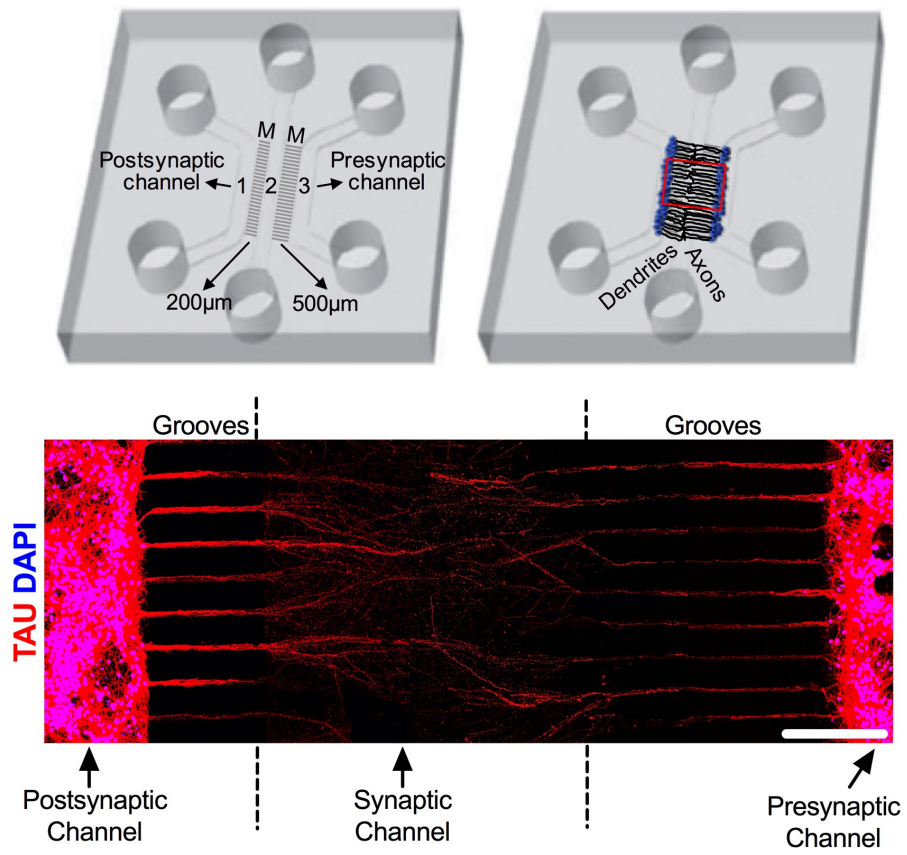 M M
Postsynaptic
channel
1 2 3
Presynaptic
channel
200µm
500µm
Dendrites
Axons
Grooves
Grooves
TAU DAPI
Postsynaptic
Channel
Synaptic
Channel
Presynaptic
Channel